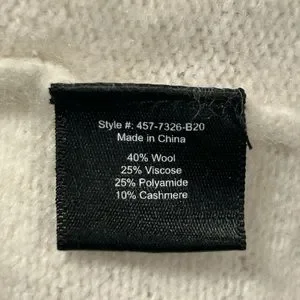 Style #: 457-7326-B20
Made in China
40% Wool
25% Viscose
25% Polyamide
10% Cashmere